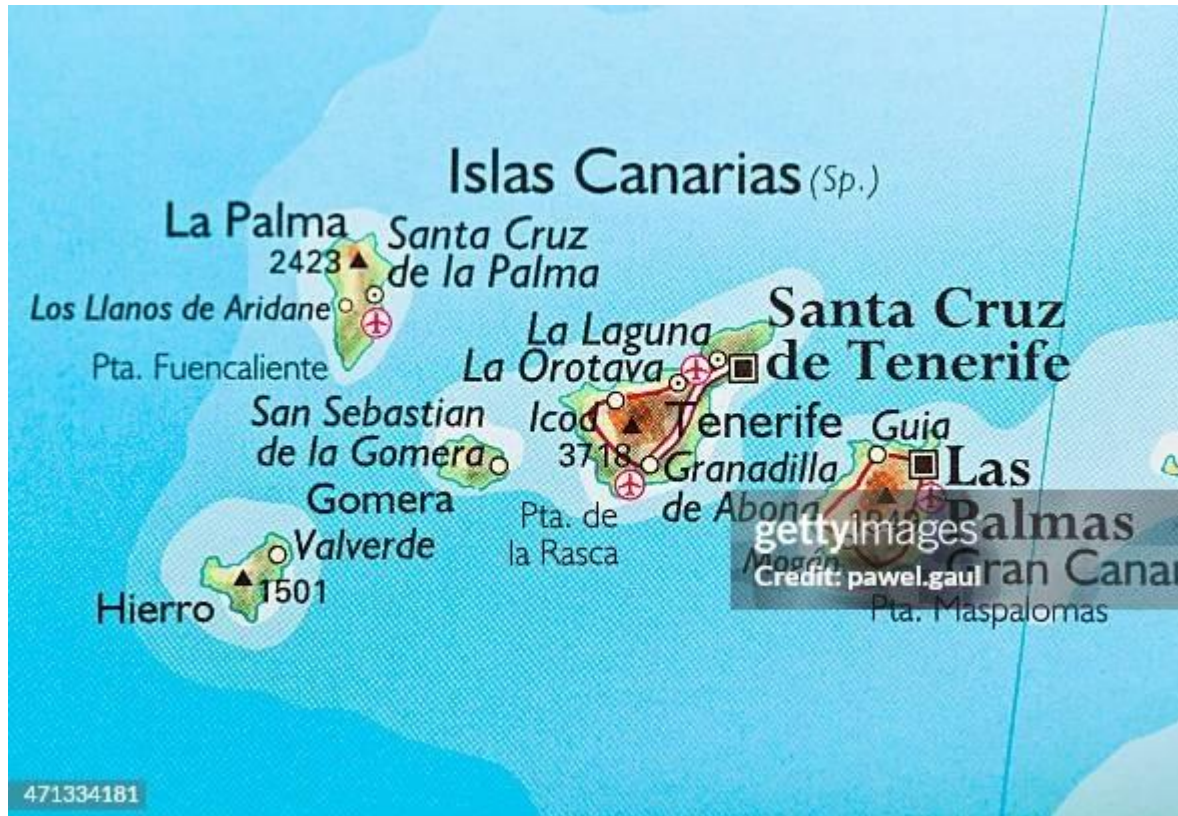 Islas Canarias (Sp.)
La Palma
2423
Santa Cruz
de la Palma
Los Llanos de Aridane
Pta. Fuencaliente
Santa Cruz
de Tenerife
La Laguna
La Orotava
Icod
Tenerife
3718
San Sebastian
de la Gomera
Gomera
Granadilla
de Abona
Pta. de
la Rasca
Guia
Las
Palmas
Gran Canar
Mogán
Pta. Maspalomas
Valverde
1501
Hierro
gettyimages
Credit: pawel.gaul
471334181